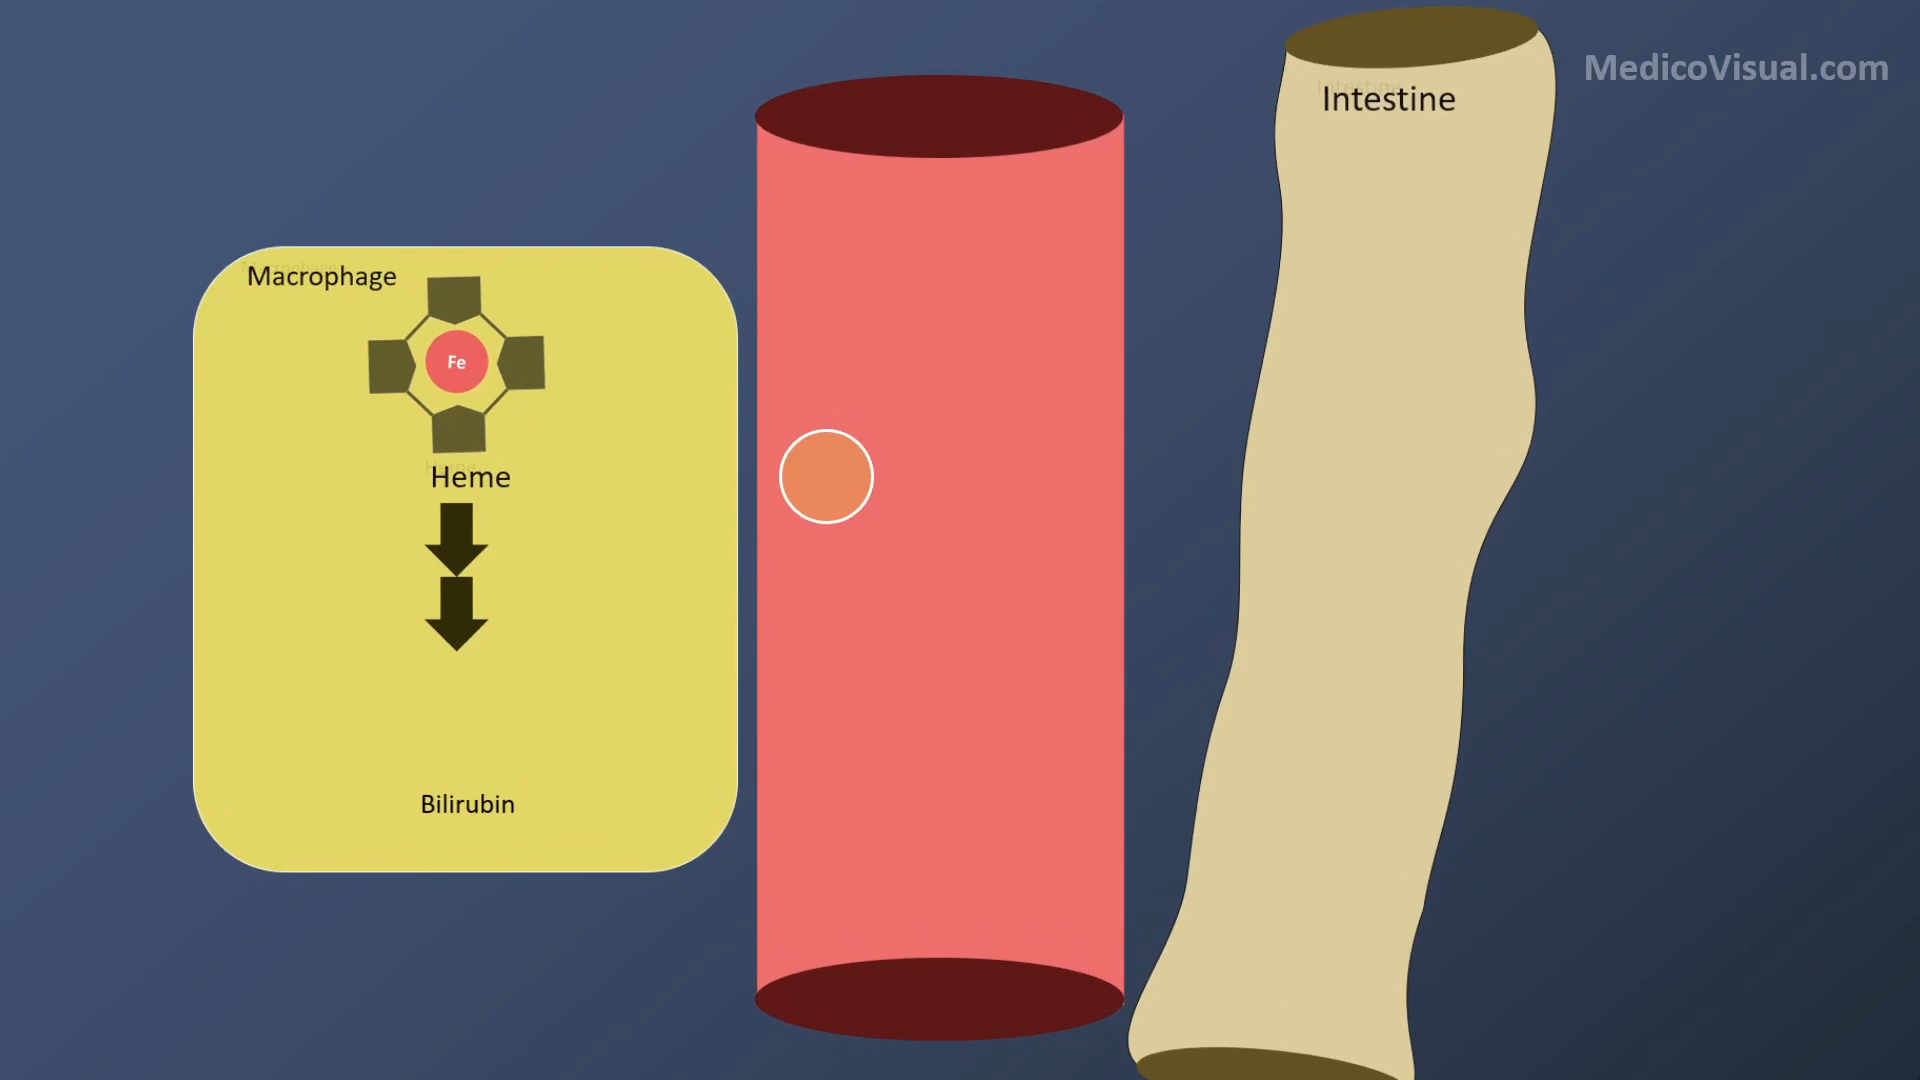 MedicoVisual.com
Intestine
Macrophage
Fe
Heme
Bilirubin